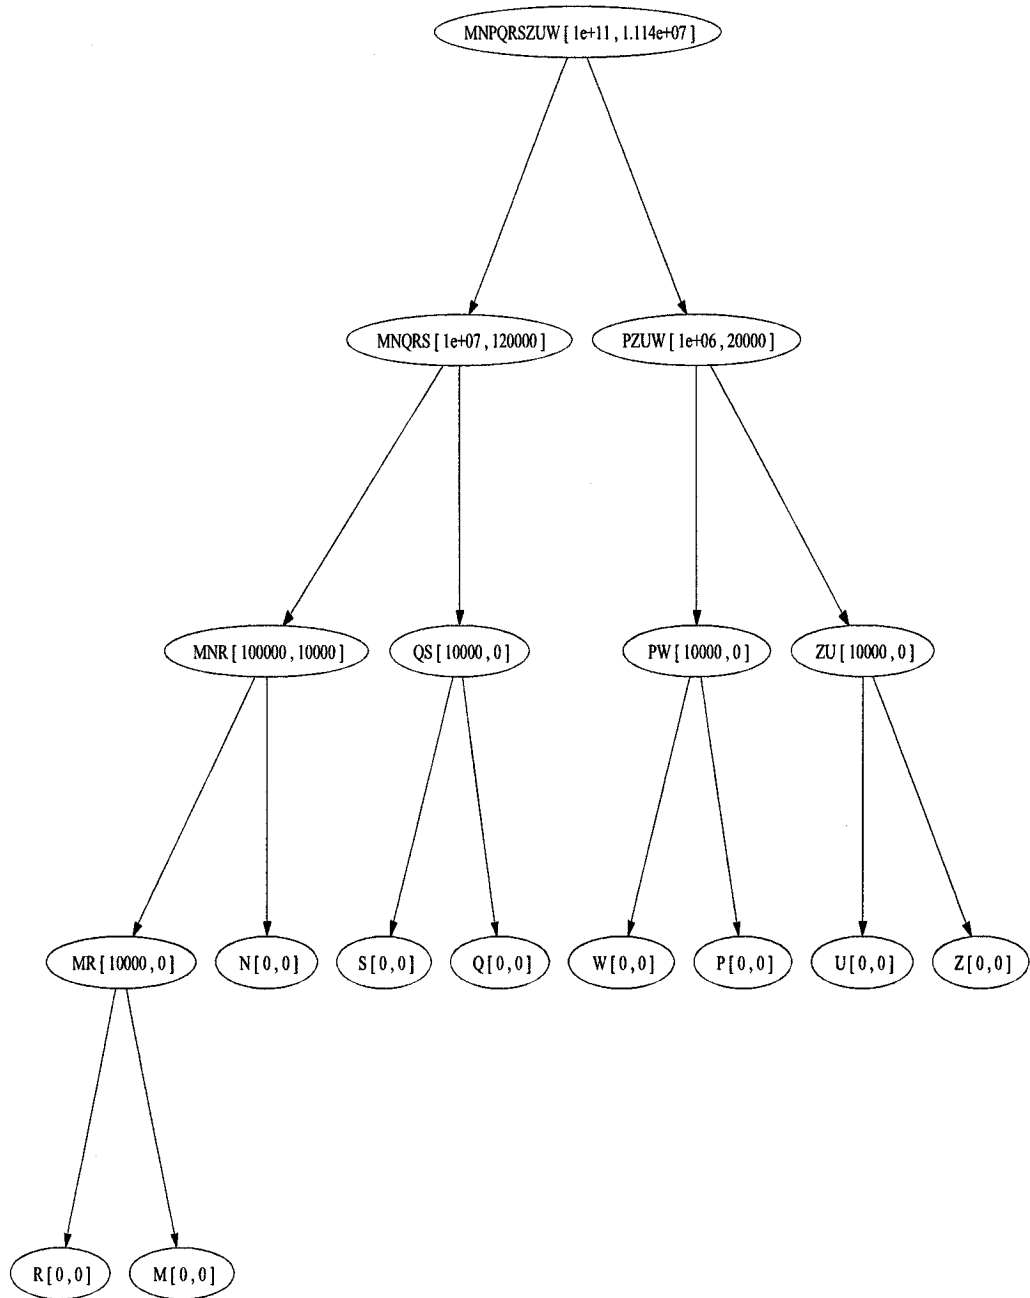 MNPQRSZUW [ 1e+11 , 1.114e+07 ]
MNQRS [ 1e+07 , 120000 ]
PZUW [ 1e+06 , 20000 ]
MNR [ 100000 , 10000 ]
QS [ 10000 , 0 ]
PW [ 10000 , 0 ]
ZU [ 10000 , 0 ]
MR [ 10000 , 0 ]
N [ 0 , 0 ]
S [ 0 , 0 ]
Q [ 0 , 0 ]
W [ 0 , 0 ]
P [ 0 , 0 ]
U [ 0 , 0 ]
Z [ 0 , 0 ]
R [ 0 , 0 ]
M [ 0 , 0 ]